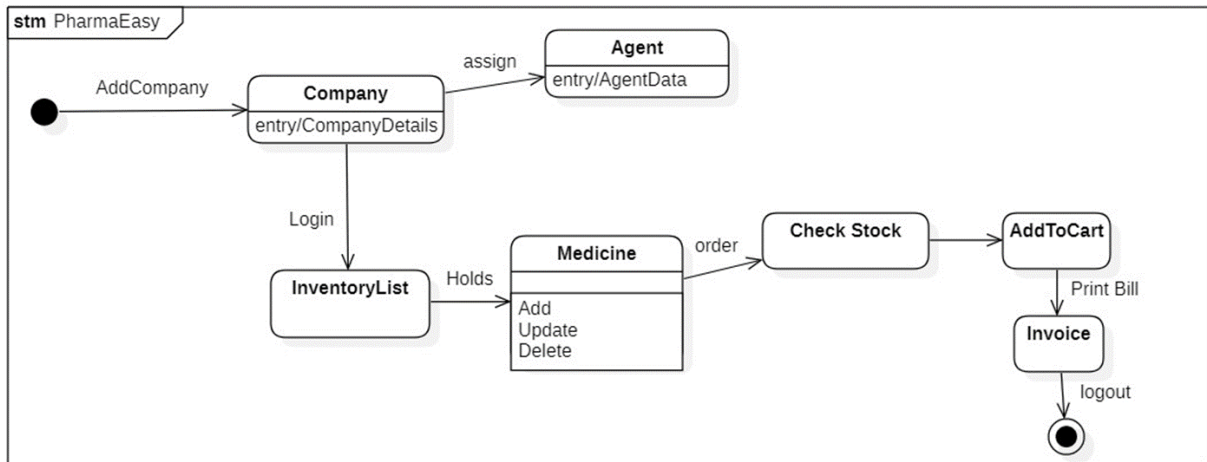 stm PharmaEasy
AddCompany
Company
entry/CompanyDetails
assign
Agent
entry/AgentData
Login
InventoryList
Holds
Medicine
Add
Update
Delete
order
Check Stock
AddToCart
Print Bill
Invoice
logout